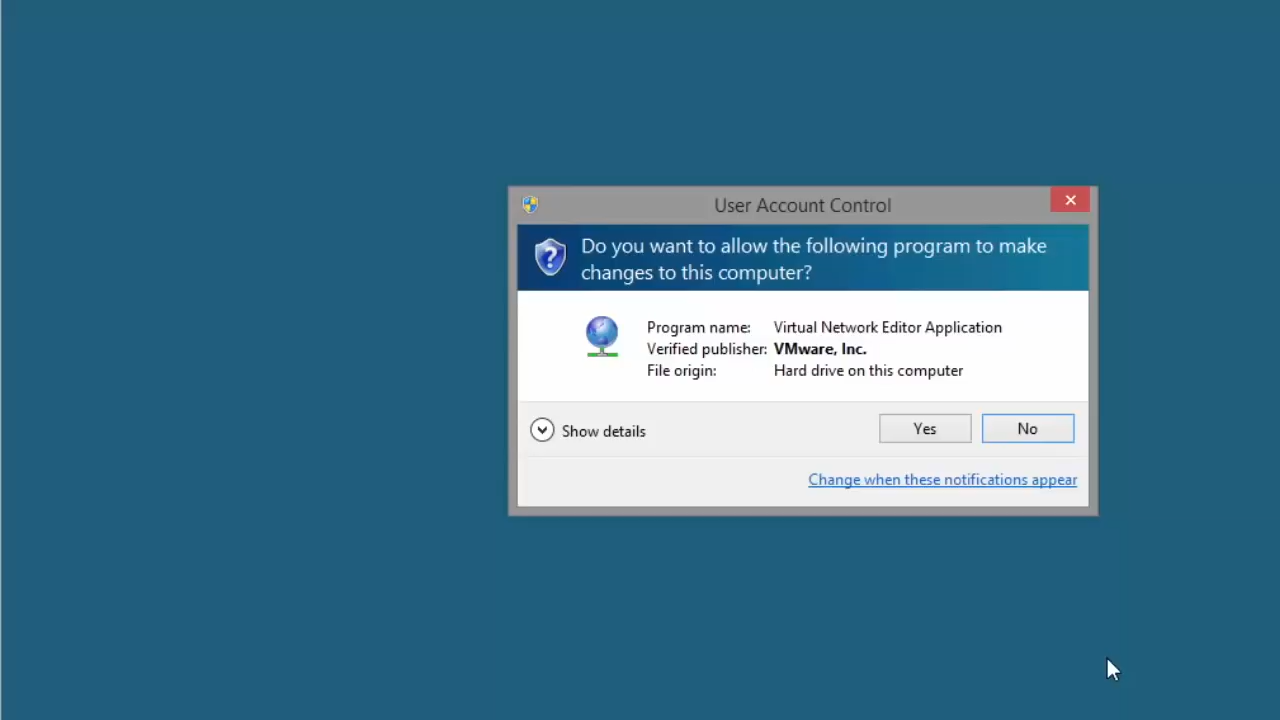 User Account Control
Do you want to allow the following program to make
changes to this computer?
Program name: Virtual Network Editor Application
Verified publisher: VMware, Inc.
File origin: Hard drive on this computer
Show details
Yes
No
Change when these notifications appear